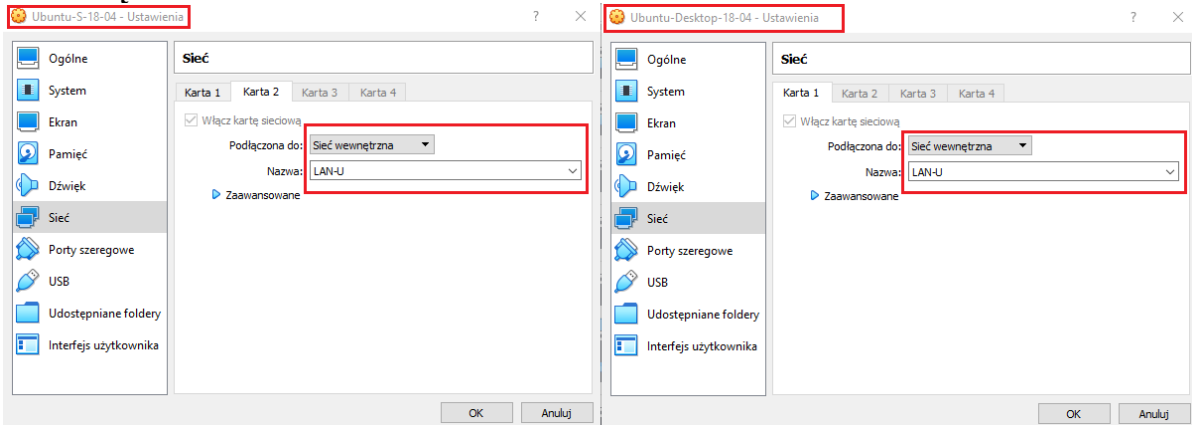 Ubuntu-S-18-04 - Ustawienia
?
Ogólne
System
Ekran
Pamięć
Dźwięk
Sieć
Porty szeregowe
USB
Udostępniane foldery
Interfejs użytkownika
Sieć
Karta 1 Karta 2 Karta 3 Karta 4
Włącz kartę sieciową
Podłączona do: Sieć wewnętrzna
Nazwa: LAN-U
Zaawansowane
OK Anuluj
Ubuntu-Desktop-18-04 - Ustawienia
?
Ogólne
System
Ekran
Pamięć
Dźwięk
Sieć
Porty szeregowe
USB
Udostępniane foldery
Interfejs użytkownika
Sieć
Karta 1 Karta 2 Karta 3 Karta 4
Włącz kartę sieciową
Podłączona do: Sieć wewnętrzna
Nazwa: LAN-U
Zaawansowane
OK Anuluj